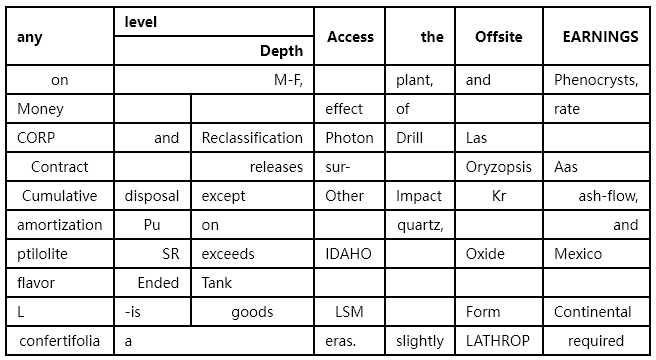 any level Access the Offsite EARNINGS
Depth
on M-F, plant, and Phenocrysts,
Money effect of rate
CORP and Reclassification Photon Drill Las
Contract releases sur- Oryzopsis Aas
Cumulative disposal except Other Impact Kr ash-flow,
amortization Pu on quartz, and
ptilolite SR exceeds IDAHO Oxide Mexico
flavor Ended Tank
L -is goods LSM Form Continental
confertifolia a eras. slightly LATHROP required